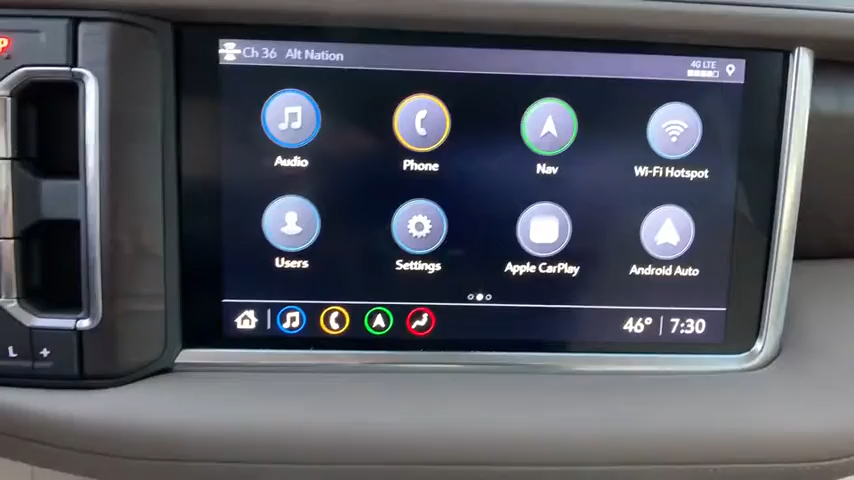 Ch 36 Alt Nation
4G LTE
Audio
Phone
Nav
Wi-Fi Hotspot
Users
Settings
Apple CarPlay
Android Auto
46° 7:30
L +